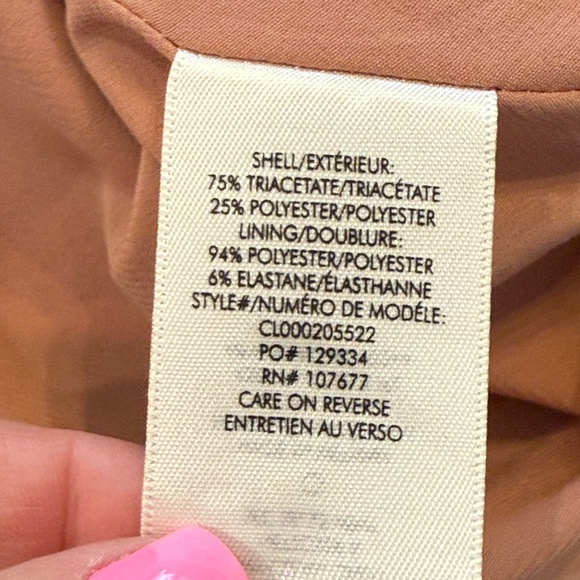 SHELL/EXTÉRIEUR:
75% TRIACETATE/TRIACÉTATE
25% POLYESTER/POLYESTER
LINING/DOUBLURE:
94% POLYESTER/POLYESTER
6% ELASTANE/ÉLASTHANNE
STYLE#/NUMÉRO DE MODÉLE:
CL000205522
PO# 129334
RN# 107677
CARE ON REVERSE
ENTRETIEN AU VERSO